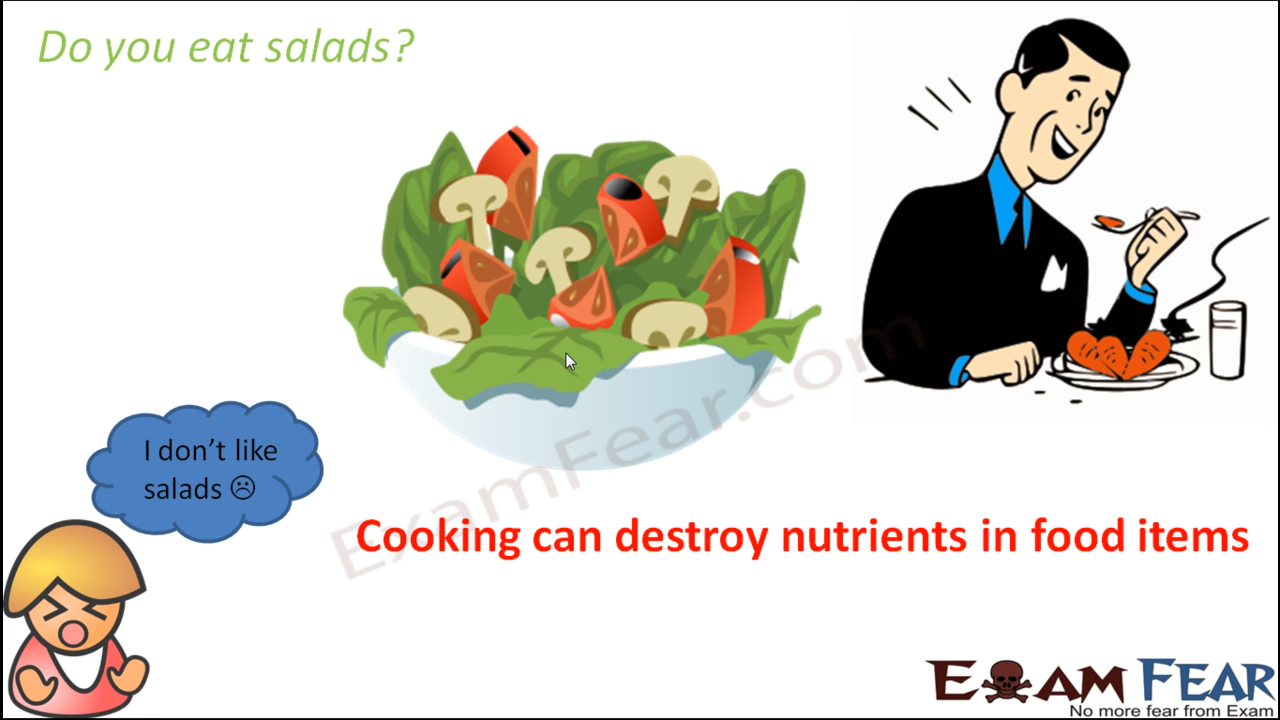 Do you eat salads?
I don't like
salads ☹
ExamFear.com
Cooking can destroy nutrients in food items
EXAM FEAR
No more fear from Exam